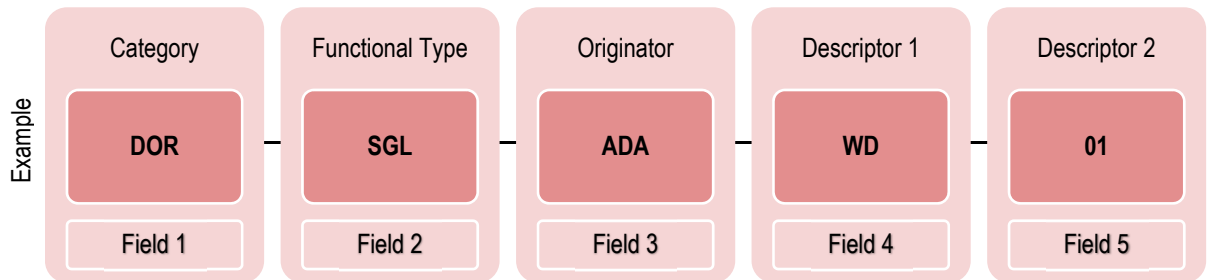 Category
Functional Type
Originator
Descriptor 1
Descriptor 2
Example
DOR
SGL
ADA
WD
01
Field 1
Field 2
Field 3
Field 4
Field 5